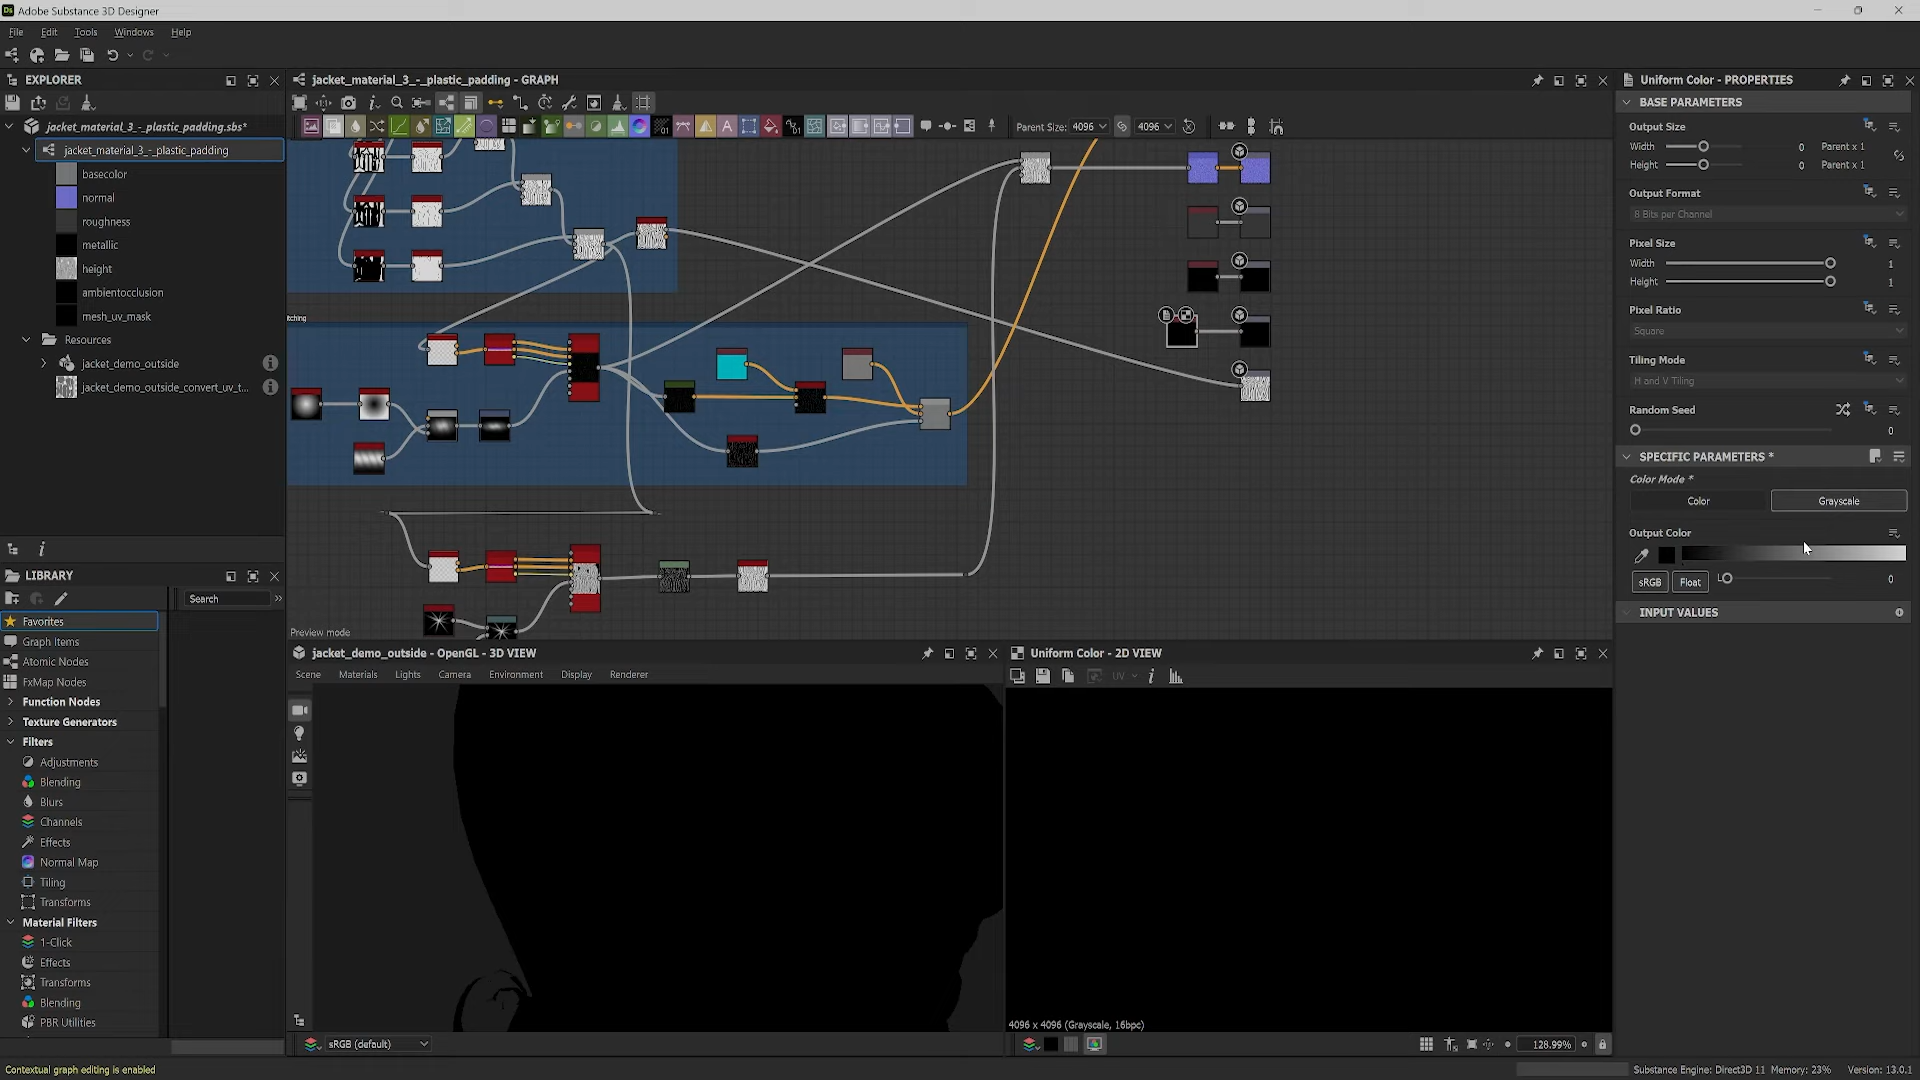 Adobe Substance 3D Designer
File Edit Tools Windows Help
EXPLORER
jacket_material_3_-_plastic_padding.sbs*
jacket_material_3_-_plastic_padding
basecolor
normal
roughness
metallic
height
ambientocclusion
mesh_uv_mask
Resources
jacket_demo_outside
jacket_demo_outside_convert_uv_t...
LIBRARY
Search
Favorites
Graph Items
Atomic Nodes
FxMap Nodes
Function Nodes
Texture Generators
Filters
Adjustments
Blending
Blurs
Channels
Effects
Normal Map
Tiling
Transforms
Material Filters
1-Click
Effects
Transforms
Blending
PBR Utilities
Contextual graph editing is enabled
jacket_material_3_-_plastic_padding - GRAPH
Parent Size: 4096 4096
itching
Preview mode
jacket_demo_outside - OpenGL - 3D VIEW
Scene Materials Lights Camera Environment Display Renderer
sRGB (default)
Uniform Color - 2D VIEW
UV
4096 x 4096 (Grayscale, 16bpc)
128.99%
Uniform Color - PROPERTIES
BASE PARAMETERS
Output Size
Width 0 Parent x 1
Height 0 Parent x 1
Output Format
8 Bits per Channel
Pixel Size
Width 1
Height 1
Pixel Ratio
Square
Tiling Mode
H and V Tiling
Random Seed
0
SPECIFIC PARAMETERS *
Color Mode *
Color Grayscale
Output Color
sRGB Float 0
INPUT VALUES
Substance Engine: Direct3D 11 Memory: 23% Version: 13.0.1